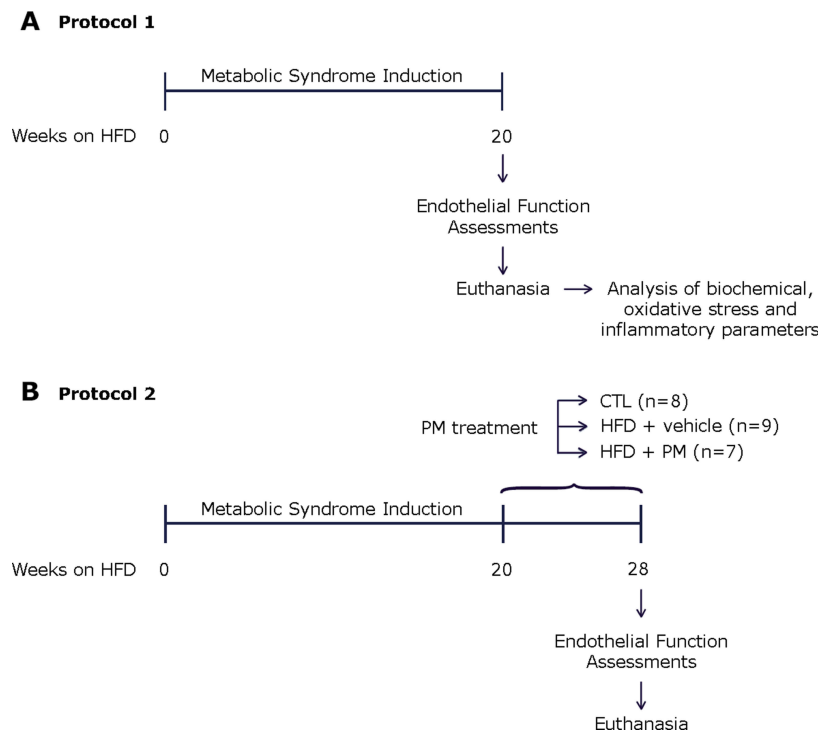 A Protocol 1
Metabolic Syndrome Induction
Weeks on HFD 0 20
Endothelial Function
Assessments
Euthanasia
Analysis of biochemical,
oxidative stress and
inflammatory parameters
B Protocol 2
PM treatment
CTL (n=8)
HFD + vehicle (n=9)
HFD + PM (n=7)
Metabolic Syndrome Induction
Weeks on HFD 0 20 28
Endothelial Function
Assessments
Euthanasia